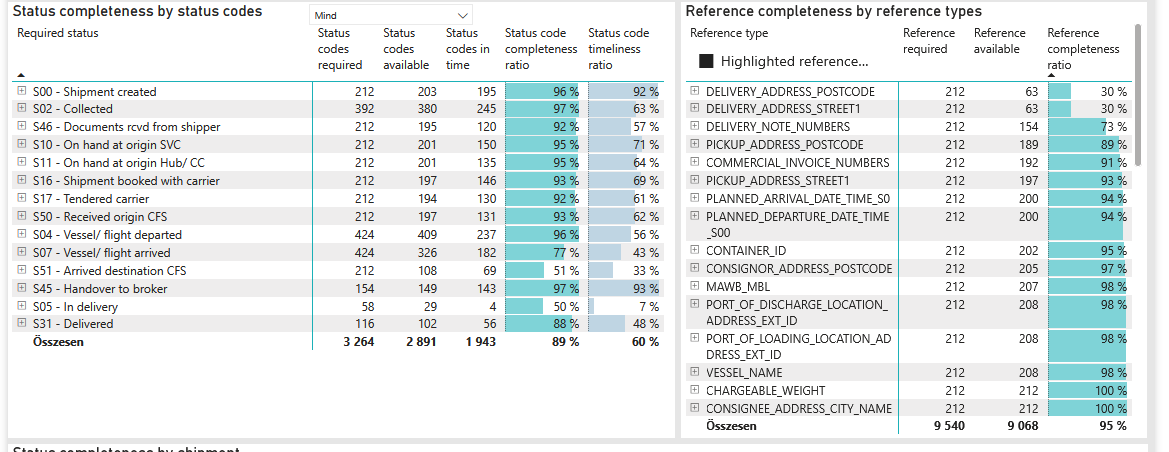 Status completeness by status codes
Mind
Required status Status codes required Status codes available Status codes in time Status code completeness ratio Status code timeliness ratio
S00 - Shipment created 212 203 195 96 % 92 %
S02 - Collected 392 380 245 97 % 63 %
S46 - Documents rcvd from shipper 212 195 120 92 % 57 %
S10 - On hand at origin SVC 212 201 150 95 % 71 %
S11 - On hand at origin Hub/ CC 212 201 135 95 % 64 %
S16 - Shipment booked with carrier 212 197 146 93 % 69 %
S17 - Tendered carrier 212 194 130 92 % 61 %
S50 - Received origin CFS 212 197 131 93 % 62 %
S04 - Vessel/ flight departed 424 409 237 96 % 56 %
S07 - Vessel/ flight arrived 424 326 182 77 % 43 %
S51 - Arrived destination CFS 212 108 69 51 % 33 %
S45 - Handover to broker 154 149 143 97 % 93 %
S05 - In delivery 58 29 4 50 % 7 %
S31 - Delivered 116 102 56 88 % 48 %
Összesen 3 264 2 891 1 943 89 % 60 %
Reference completeness by reference types
Reference type Reference required Reference available Reference completeness ratio
Highlighted reference...
DELIVERY_ADDRESS_POSTCODE 212 63 30 %
DELIVERY_ADDRESS_STREET1 212 63 30 %
DELIVERY_NOTE_NUMBERS 212 154 73 %
PICKUP_ADDRESS_POSTCODE 212 189 89 %
COMMERCIAL_INVOICE_NUMBERS 212 192 91 %
PICKUP_ADDRESS_STREET1 212 197 93 %
PLANNED_ARRIVAL_DATE_TIME_S0 212 200 94 %
PLANNED_DEPARTURE_DATE_TIME 212 200 94 %
_S00
CONTAINER_ID 212 202 95 %
CONSIGNOR_ADDRESS_POSTCODE 212 205 97 %
MAWB_MBL 212 207 98 %
PORT_OF_DISCHARGE_LOCATION_ 212 208 98 %
ADDRESS_EXT_ID
PORT_OF_LOADING_LOCATION_AD 212 208 98 %
DRESS_EXT_ID
VESSEL_NAME 212 208 98 %
CHARGEABLE_WEIGHT 212 212 100 %
CONSIGNEE_ADDRESS_CITY_NAME 212 212 100 %
Összesen 9 540 9 068 95 %
Status completeness by shipment